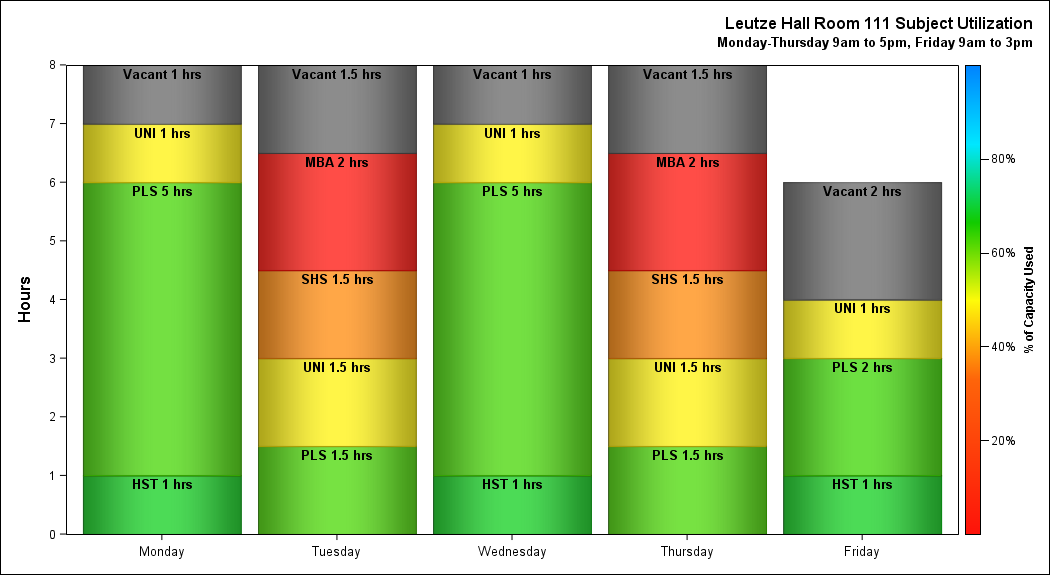 Leutze Hall Room 111 Subject Utilization
Monday-Thursday 9am to 5pm, Friday 9am to 3pm
Hours
8
7
6
5
4
3
2
1
0
Vacant 1 hrs
UNI 1 hrs
PLS 5 hrs
HST 1 hrs
Monday
Vacant 1.5 hrs
MBA 2 hrs
SHS 1.5 hrs
UNI 1.5 hrs
PLS 1.5 hrs
Tuesday
Vacant 1 hrs
UNI 1 hrs
PLS 5 hrs
HST 1 hrs
Wednesday
Vacant 1.5 hrs
MBA 2 hrs
SHS 1.5 hrs
UNI 1.5 hrs
PLS 1.5 hrs
Thursday
Vacant 2 hrs
UNI 1 hrs
PLS 2 hrs
HST 1 hrs
Friday
80%
60%
40%
20%
% of Capacity Used